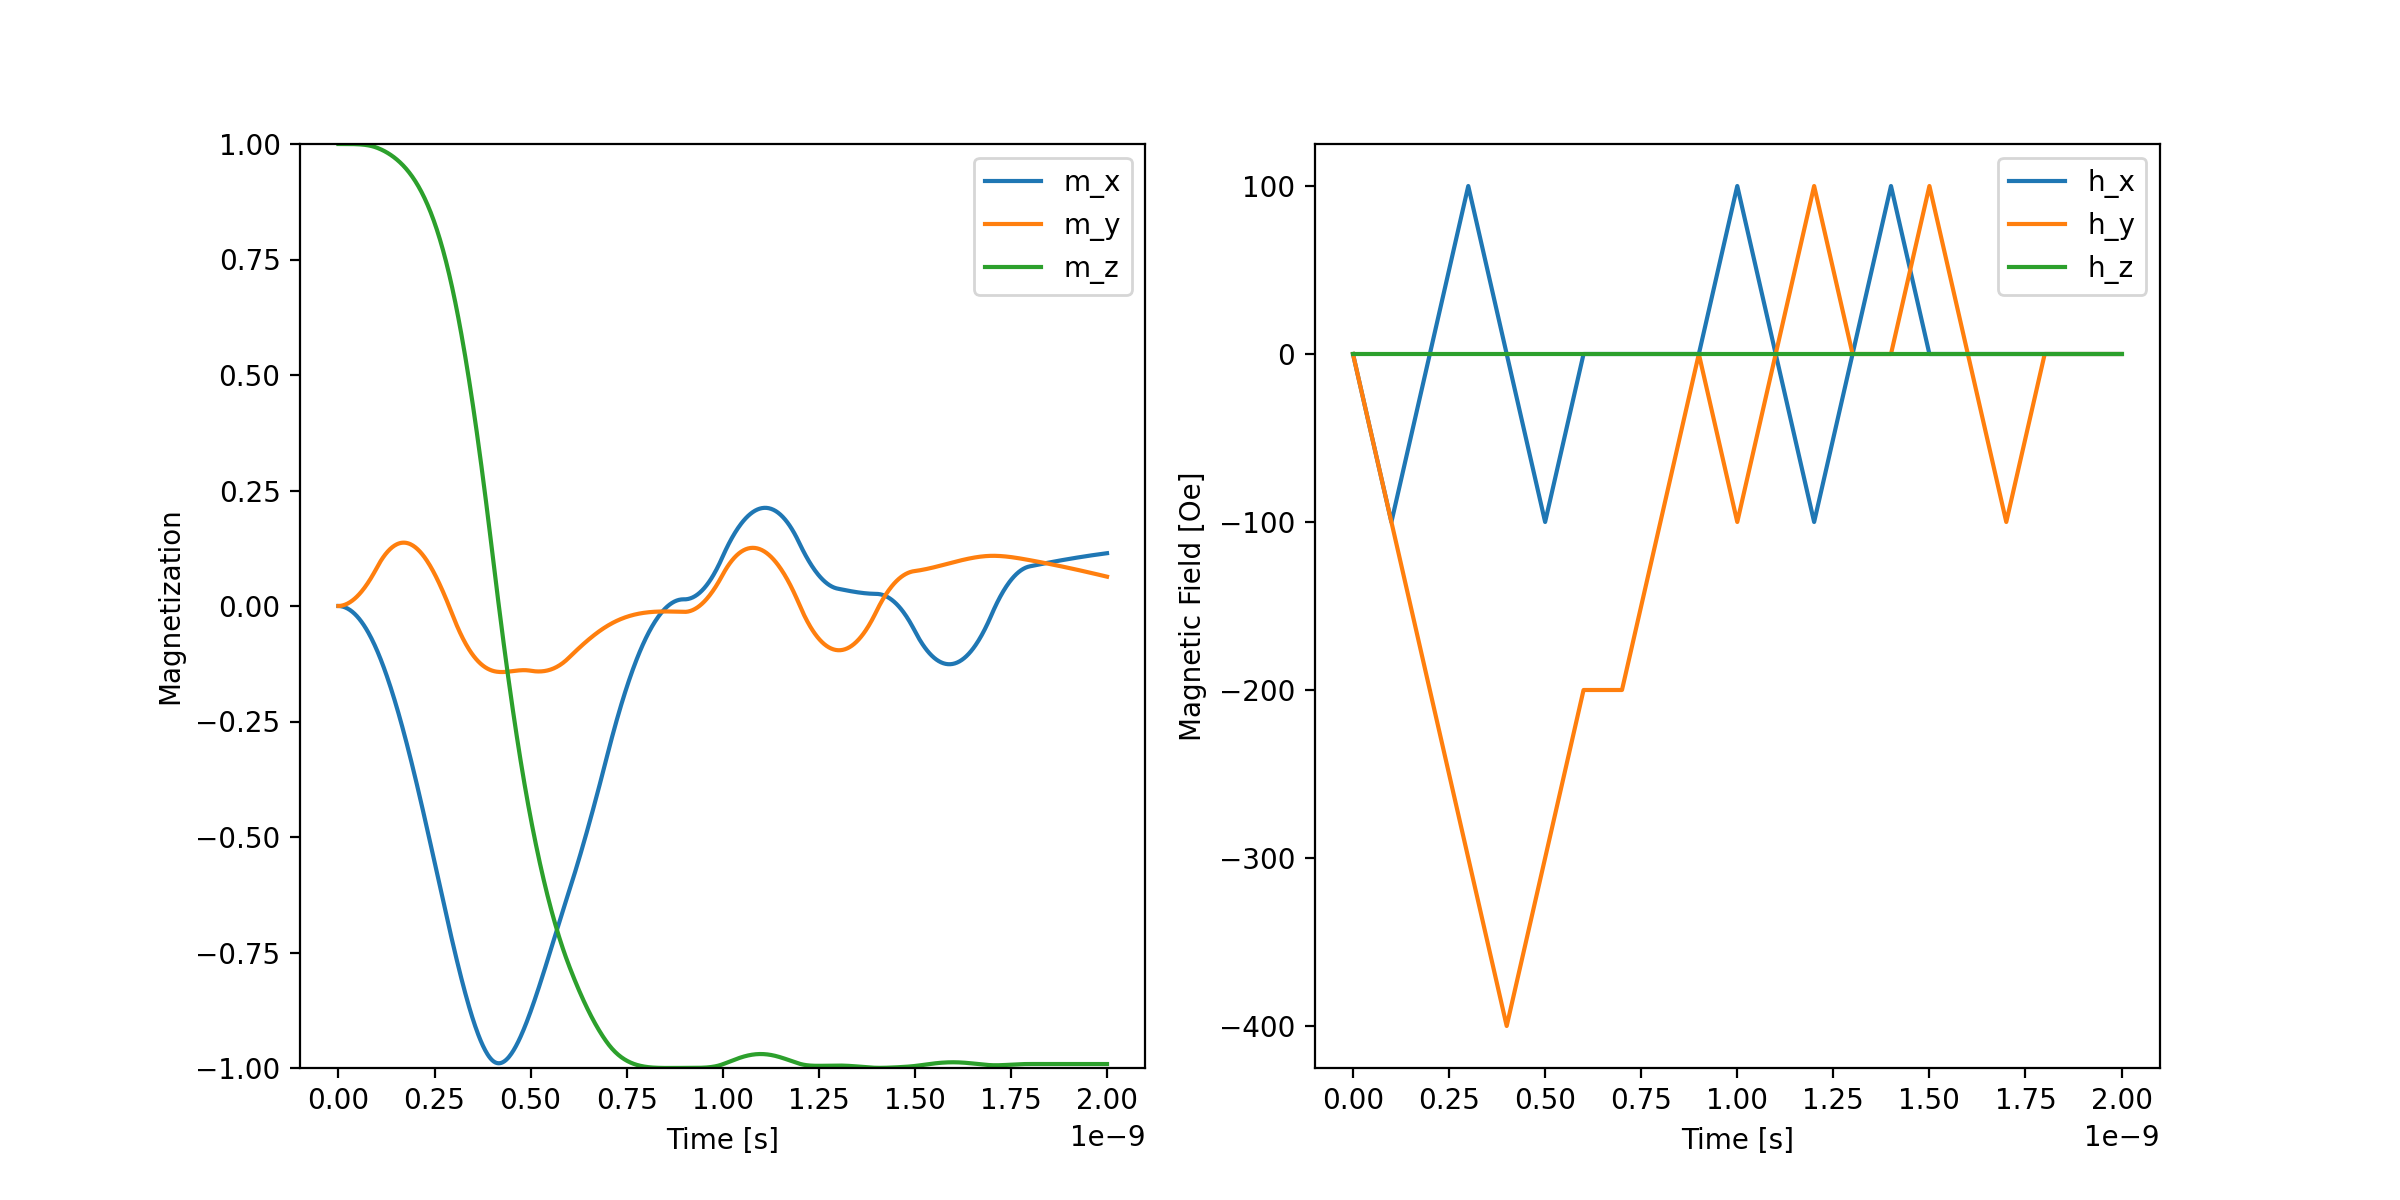 Magnetization
1.00
0.75
0.50
0.25
0.00
−0.25
−0.50
−0.75
−1.00
m_x
m_y
m_z
0.00 0.25 0.50 0.75 1.00 1.25 1.50 1.75 2.00
Time [s]
1e−9
Magnetic Field [Oe]
100
0
−100
−200
−300
−400
h_x
h_y
h_z
0.00 0.25 0.50 0.75 1.00 1.25 1.50 1.75 2.00
Time [s]
1e−9